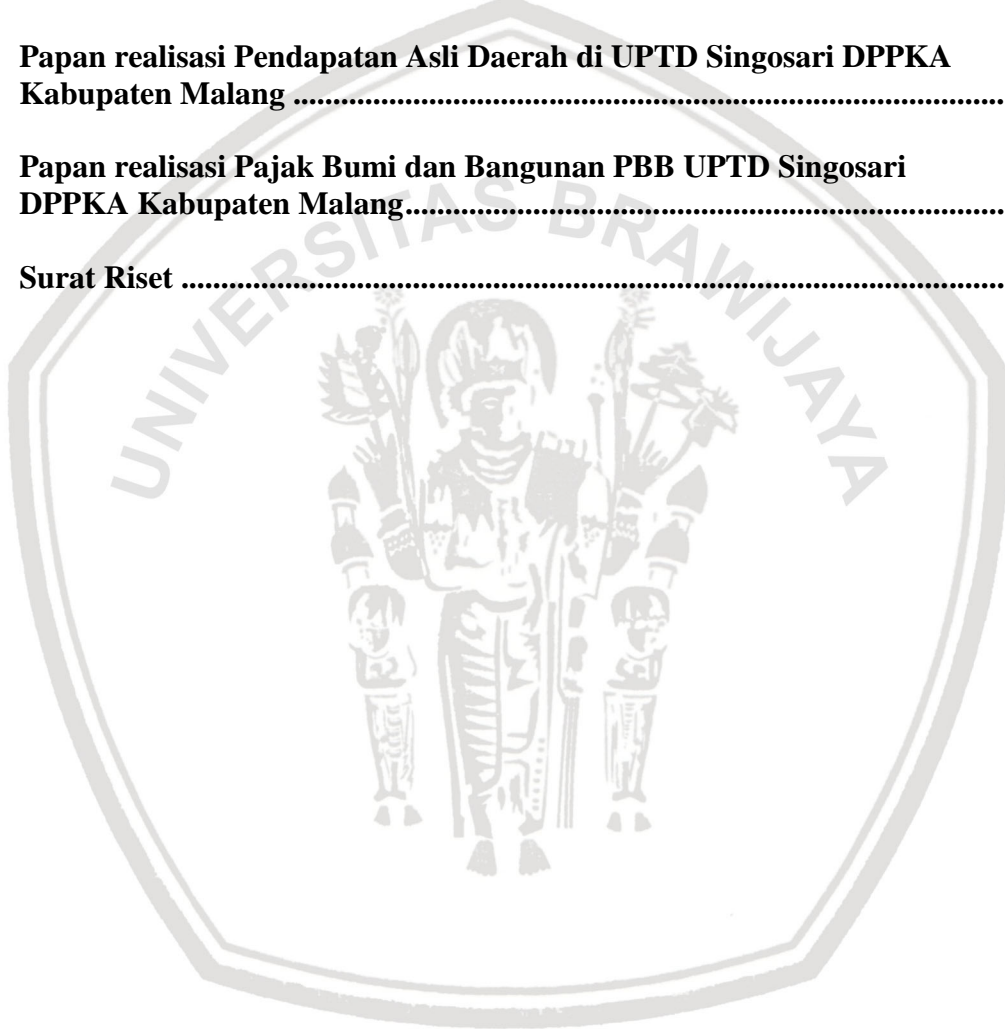 Papan realisasi Pendapatan Asli Daerah di UPTD Singosari DPPKA
Kabupaten Malang ..........................................................................................
Papan realisasi Pajak Bumi dan Bangunan PBB UPTD Singosari
DPPKA Kabupaten Malang............................................................................
Surat Riset ........................................................................................................
UNIVERSITAS BRAWIJAYA